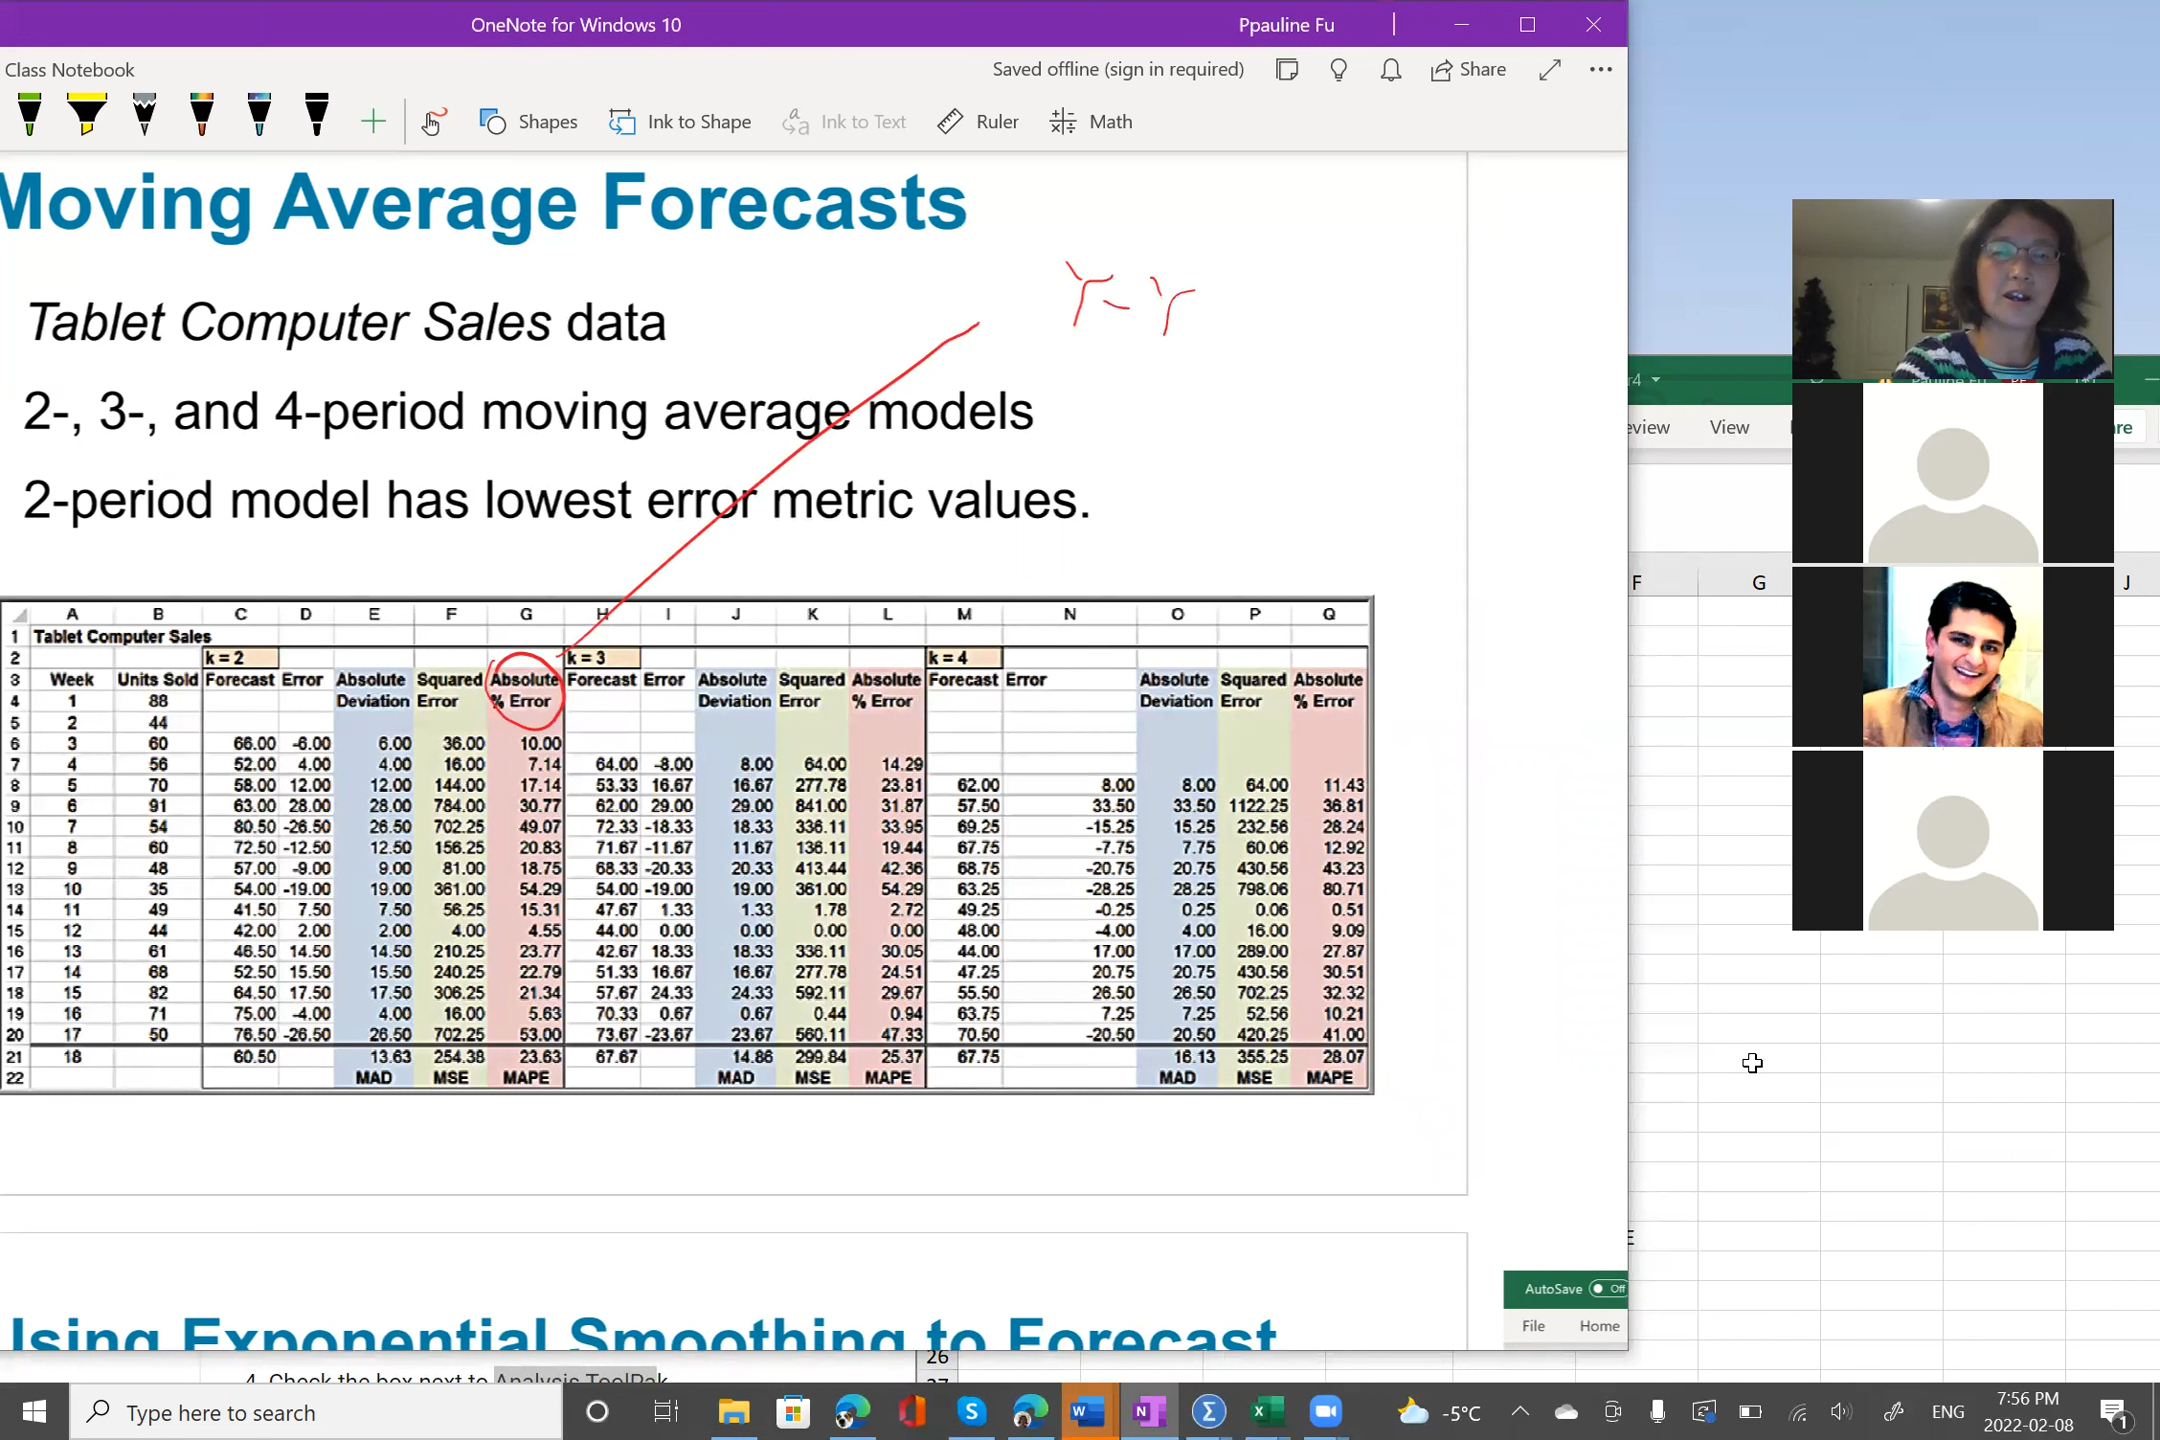 OneNote for Windows 10 Ppauline Fu
Class Notebook Saved offline (sign in required) Share
Shapes Ink to Shape Ink to Text Ruler Math
Moving Average Forecasts
Y - Y
Tablet Computer Sales data
2-, 3-, and 4-period moving average models
2-period model has lowest error metric values.
A B C D E F G H I J K L M N O P Q
1 Tablet Computer Sales
2 k = 2 k = 3 k = 4
3 Week Units Sold Forecast Error Absolute Squared Absolute Forecast Error Absolute Squared Absolute Forecast Error Absolute Squared Absolute
4 1 88 Deviation Error % Error Deviation Error % Error Deviation Error % Error
5 2 44
6 3 60 66.00 -6.00 6.00 36.00 10.00
7 4 56 52.00 4.00 4.00 16.00 7.14 64.00 -8.00 8.00 64.00 14.29
8 5 70 58.00 12.00 12.00 144.00 17.14 53.33 16.67 16.67 277.78 23.81 62.00 8.00 8.00 64.00 11.43
9 6 91 63.00 28.00 28.00 784.00 30.77 62.00 29.00 29.00 841.00 31.87 57.50 33.50 33.50 1122.25 36.81
10 7 54 80.50 -26.50 26.50 702.25 49.07 72.33 -18.33 18.33 336.11 33.95 69.25 -15.25 15.25 232.56 28.24
11 8 60 72.50 -12.50 12.50 156.25 20.83 71.67 -11.67 11.67 136.11 19.44 67.75 -7.75 7.75 60.06 12.92
12 9 48 57.00 -9.00 9.00 81.00 18.75 68.33 -20.33 20.33 413.44 42.36 68.75 -20.75 20.75 430.56 43.23
13 10 35 54.00 -19.00 19.00 361.00 54.29 54.00 -19.00 19.00 361.00 54.29 63.25 -28.25 28.25 798.06 80.71
14 11 49 41.50 7.50 7.50 56.25 15.31 47.67 1.33 1.33 1.78 2.72 49.25 -0.25 0.25 0.06 0.51
15 12 44 42.00 2.00 2.00 4.00 4.55 44.00 0.00 0.00 0.00 0.00 48.00 -4.00 4.00 16.00 9.09
16 13 61 46.50 14.50 14.50 210.25 23.77 42.67 18.33 18.33 336.11 30.05 44.00 17.00 17.00 289.00 27.87
17 14 68 52.50 15.50 15.50 240.25 22.79 51.33 16.67 16.67 277.78 24.51 47.25 20.75 20.75 430.56 30.51
18 15 82 64.50 17.50 17.50 306.25 21.34 57.67 24.33 24.33 592.11 29.67 55.50 26.50 26.50 702.25 32.32
19 16 71 75.00 -4.00 4.00 16.00 5.63 70.33 0.67 0.67 0.44 0.94 63.75 7.25 7.25 52.56 10.21
20 17 50 76.50 -26.50 26.50 702.25 53.00 73.67 -23.67 23.67 560.11 47.33 70.50 -20.50 20.50 420.25 41.00
21 18 60.50 13.63 254.38 23.63 67.67 14.86 299.84 25.37 67.75 16.13 355.25 28.07
22 MAD MSE MAPE MAD MSE MAPE MAD MSE MAPE
View
F G J
AutoSave Off
File Home
Using Exponential Smoothing to Forecast
26
4. Check the box next to Analysis ToolPak
Type here to search -5°C ENG 7:56 PM
2022-02-08
1